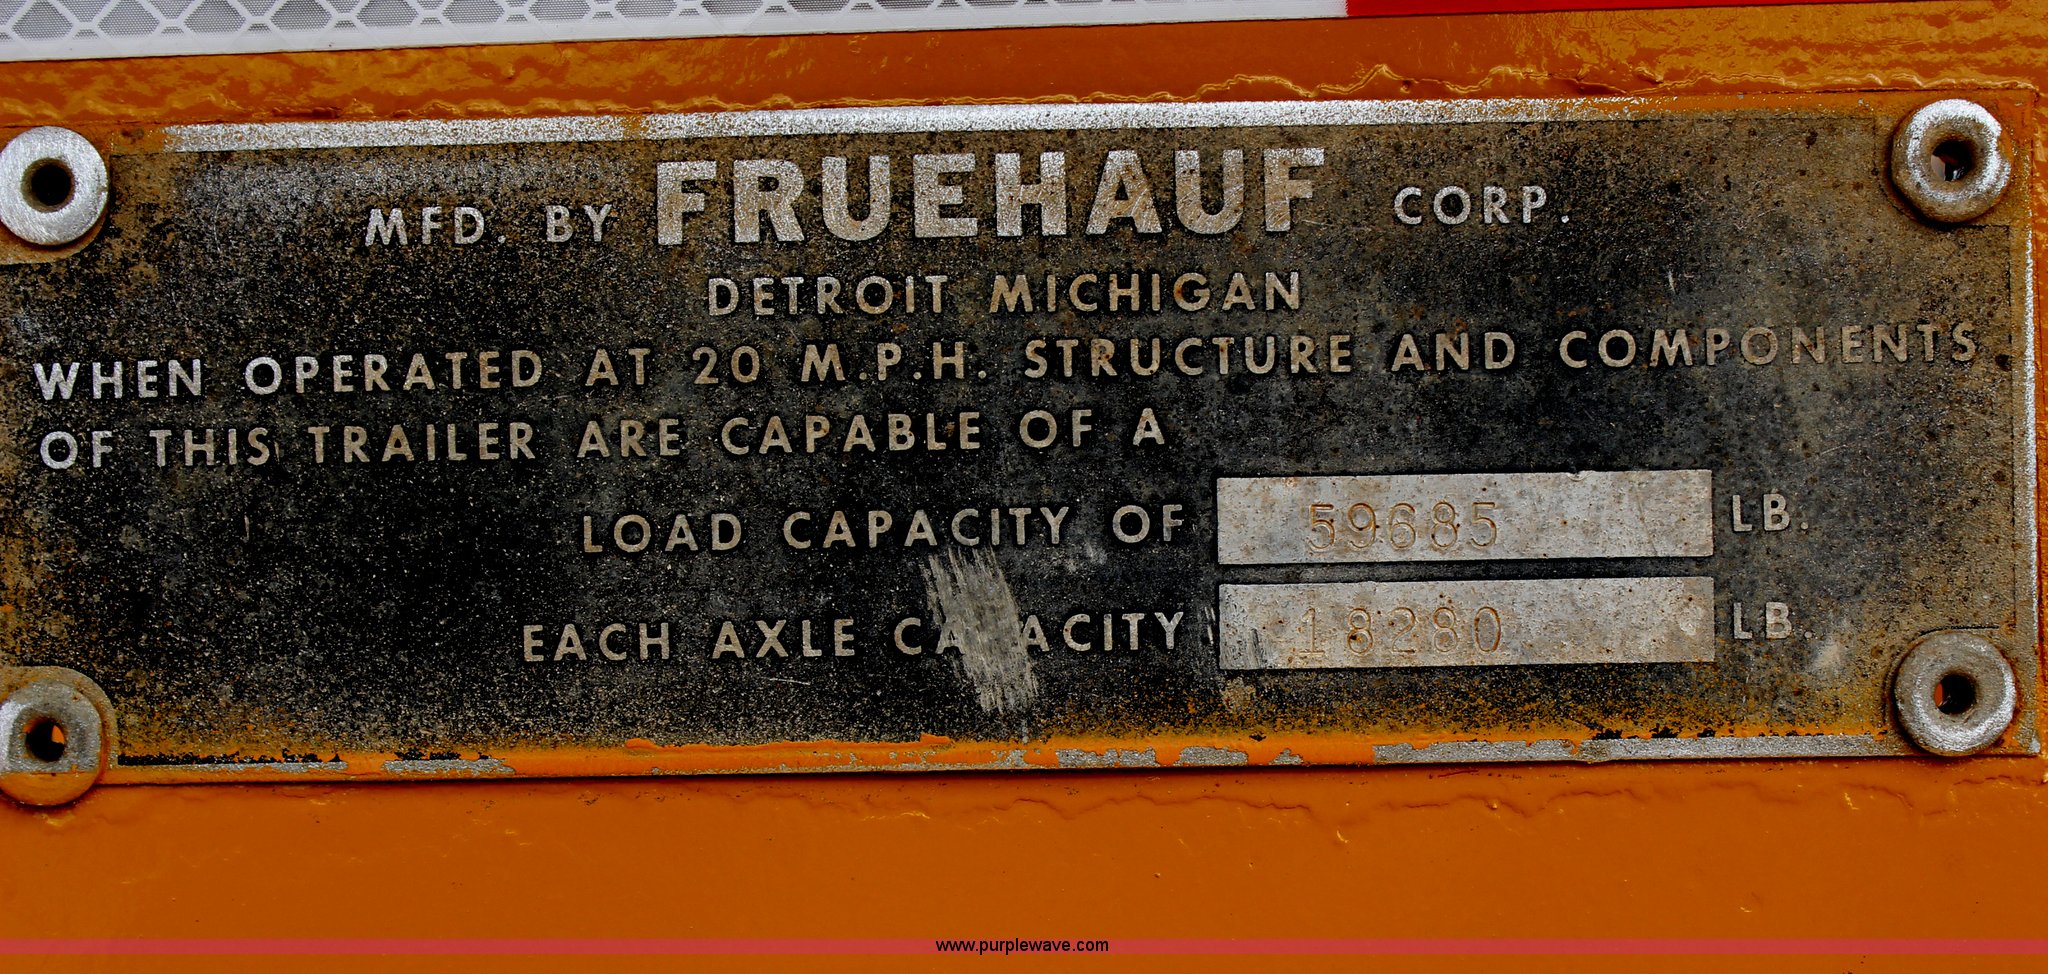 MFD. BY FRUEHAUF CORP.
DETROIT MICHIGAN
WHEN OPERATED AT 20 M.P.H. STRUCTURE AND COMPONENTS
OF THIS TRAILER ARE CAPABLE OF A
LOAD CAPACITY OF 59685 LB.
EACH AXLE CAPACITY 18280 LB.
www.purplewave.com